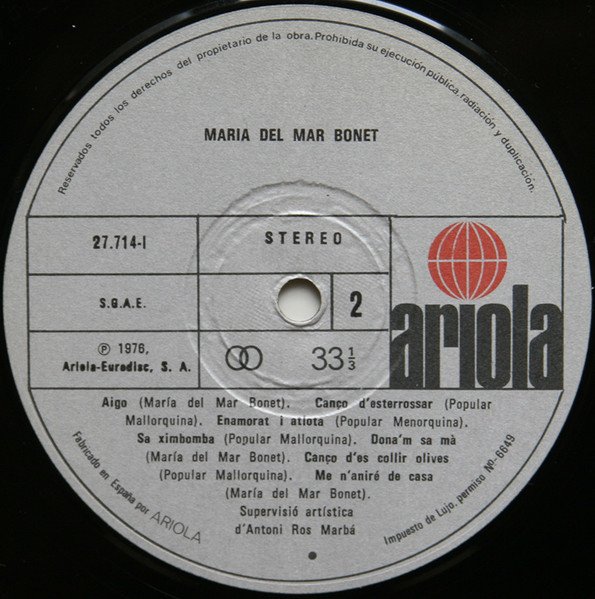 Reservados todos los derechos del propietario de la obra. Prohibida su ejecución pública, radiación y duplicación.
MARIA DEL MAR BONET
27.714-I
STEREO
S.G.A.E.
2
ariola
Ⓟ 1976,
Ariola-Eurodisc, S. A.
33 1/3
Aigo (María del Mar Bonet). Canço d'esterrossar (Popular
Mallorquina). Enamorat i atlota (Popular Menorquina).
Sa ximbomba (Popular Mallorquina). Dona'm sa mà
(María del Mar Bonet). Canço d'es collir olives
(Popular Mallorquina). Me n'aniré de casa
(María del Mar Bonet).
Supervisió artística
d'Antoni Ros Marbá
Fabricado en España por ARIOLA
Impuesto de Lujo, permiso Nº- 6649